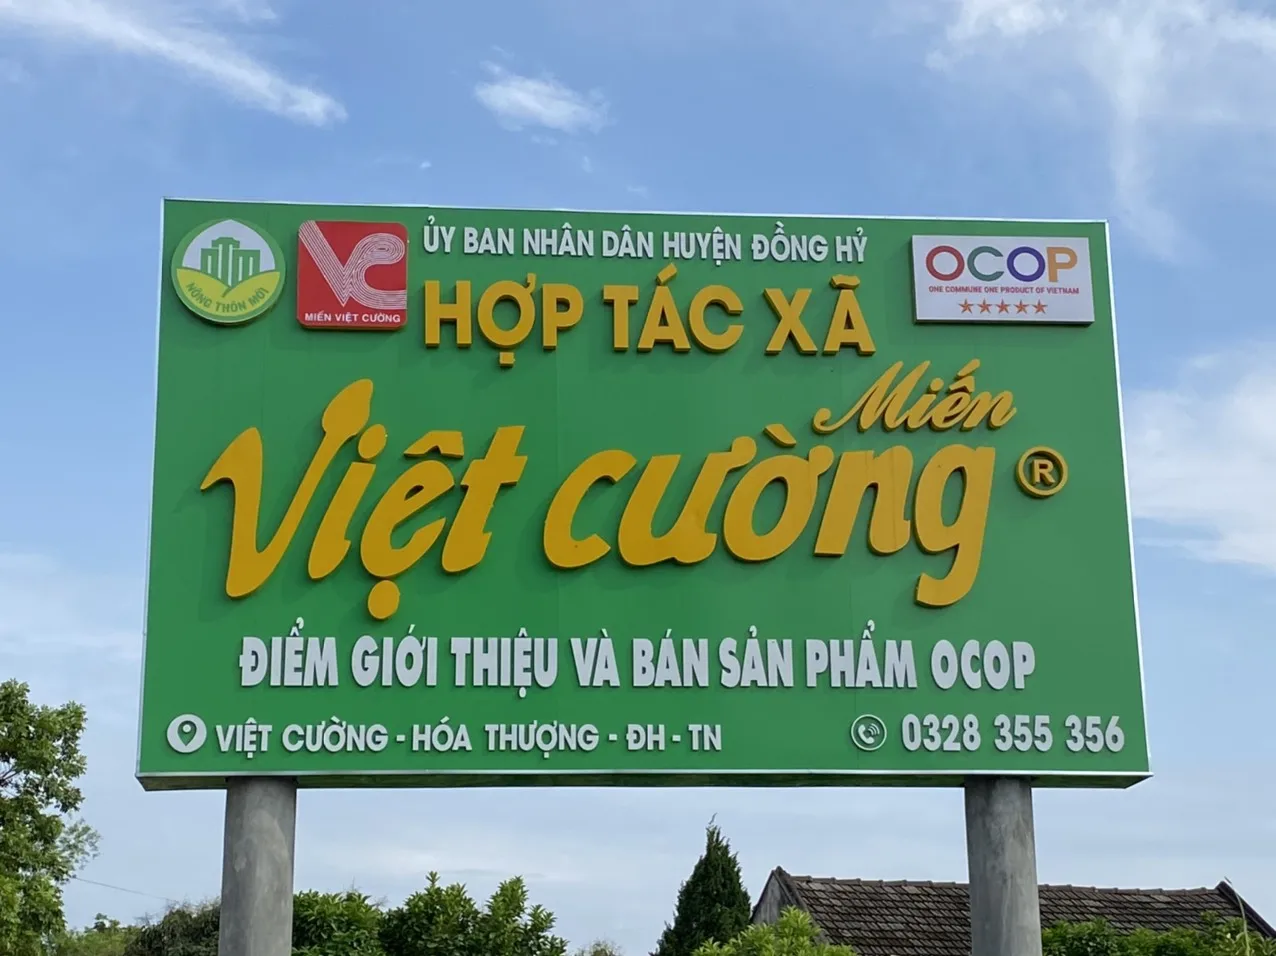 ỦY BAN NHÂN DÂN HUYỆN ĐỒNG HỶ
NÔNG THÔN MỚI
VC
MIẾN VIỆT CƯỜNG
HỢP TÁC XÃ
OCOP
ONE COMMUNE ONE PRODUCT OF VIETNAM
Miến
Việt cường ®
ĐIỂM GIỚI THIỆU VÀ BÁN SẢN PHẨM OCOP
VIỆT CƯỜNG - HÓA THƯỢNG - ĐH - TN
0328 355 356